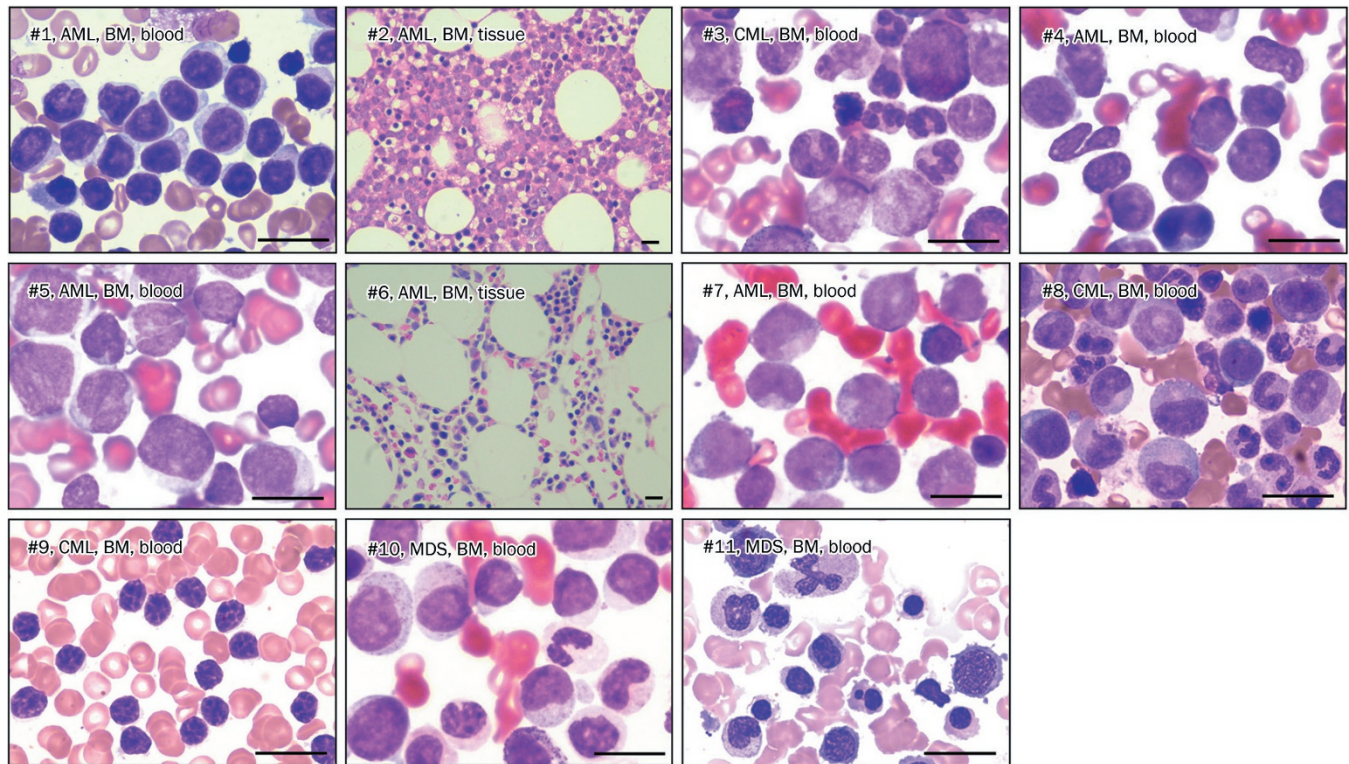 #1, AML, BM, blood
#2, AML, BM, tissue
#3, CML, BM, blood
#4, AML, BM, blood
#5, AML, BM, blood
#6, AML, BM, tissue
#7, AML, BM, blood
#8, CML, BM, blood
#9, CML, BM, blood
#10, MDS, BM, blood
#11, MDS, BM, blood